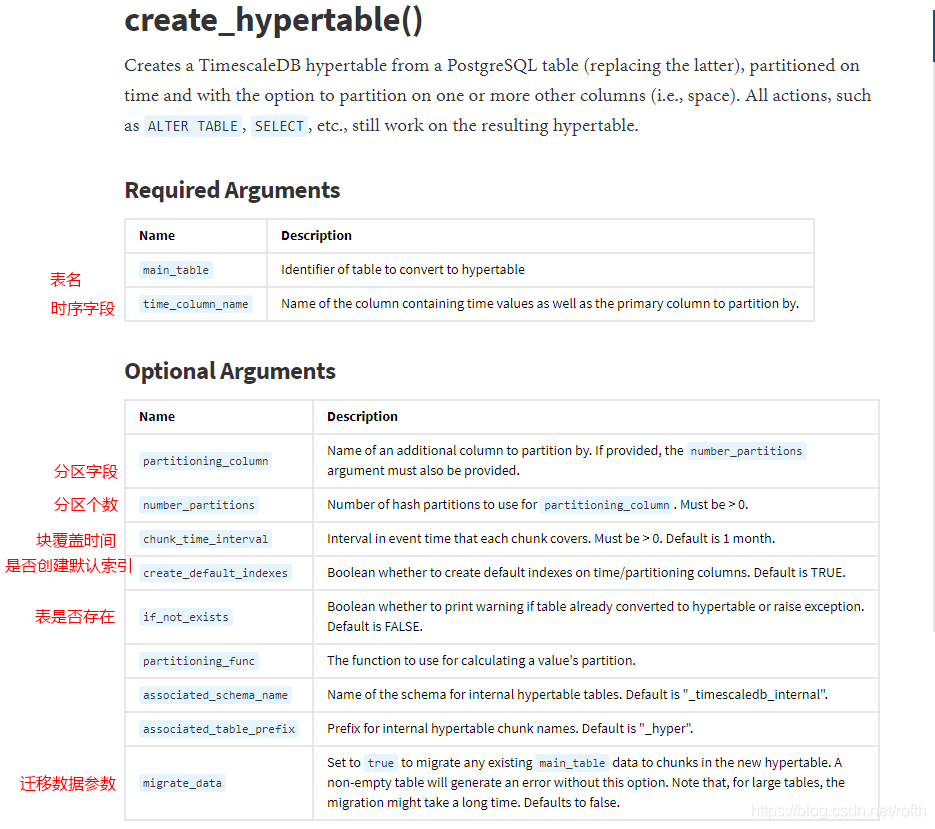 create_hypertable()
Creates a TimescaleDB hypertable from a PostgreSQL table (replacing the latter), partitioned on
time and with the option to partition on one or more other columns (i.e., space). All actions, such
as ALTER TABLE, SELECT, etc., still work on the resulting hypertable.
Required Arguments
Name Description
表名 main_table Identifier of table to convert to hypertable
时序字段 time_column_name Name of the column containing time values as well as the primary column to partition by.
Optional Arguments
Name Description
分区字段 partitioning_column Name of an additional column to partition by. If provided, the number_partitions
argument must also be provided.
分区个数 number_partitions Number of hash partitions to use for partitioning_column. Must be > 0.
块覆盖时间 chunk_time_interval Interval in event time that each chunk covers. Must be > 0. Default is 1 month.
是否创建默认索引 create_default_indexes Boolean whether to create default indexes on time/partitioning columns. Default is TRUE.
表是否存在 if_not_exists Boolean whether to print warning if table already converted to hypertable or raise exception.
Default is FALSE.
partitioning_func The function to use for calculating a value's partition.
associated_schema_name Name of the schema for internal hypertable tables. Default is "_timescaledb_internal".
associated_table_prefix Prefix for internal hypertable chunk names. Default is "_hyper".
迁移数据参数 migrate_data Set to true to migrate any existing main_table data to chunks in the new hypertable. A
non-empty table will generate an error without this option. Note that, for large tables, the
migration might take a long time. Defaults to false.
https://blog.csdn.net/rofth